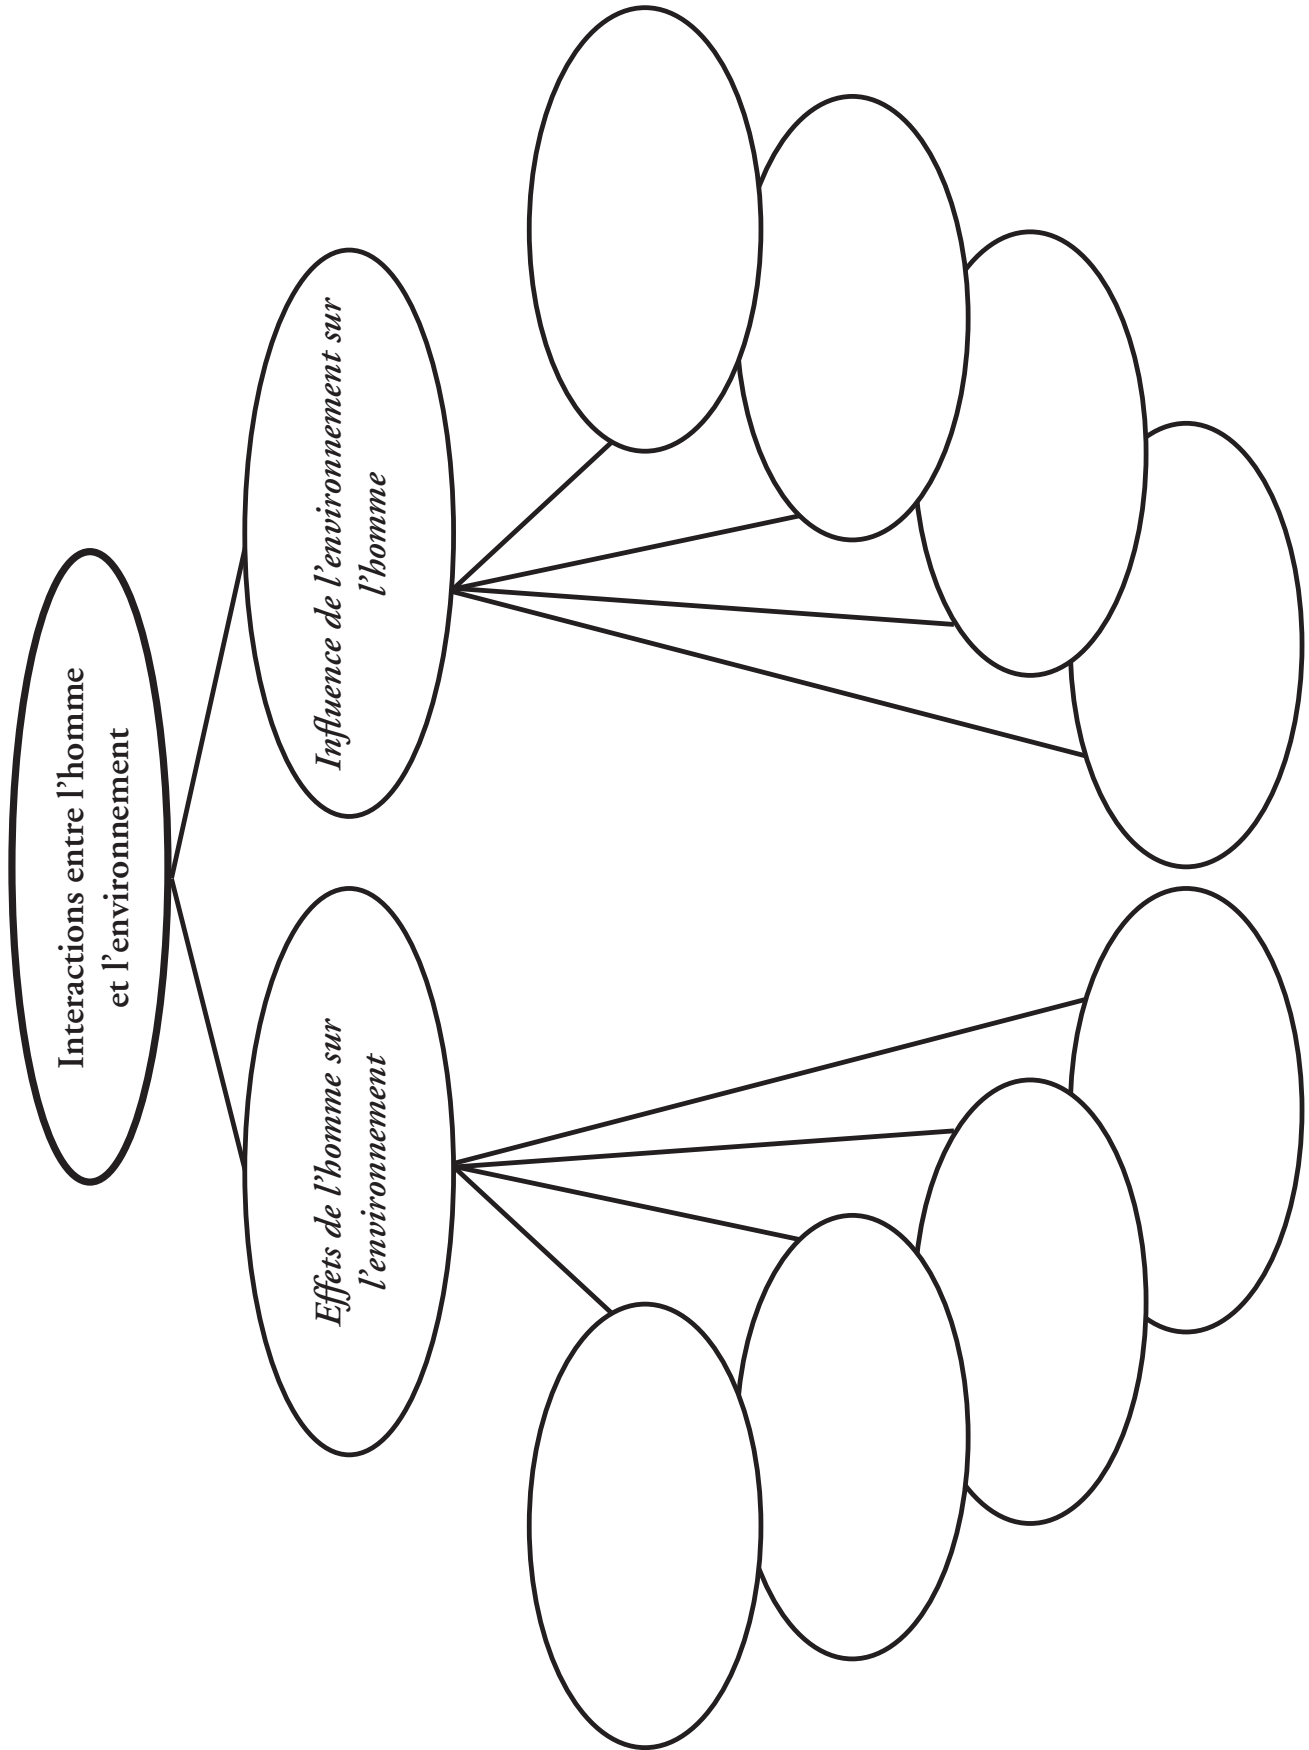 Interactions entre l'homme
et l'environnement
Effets de l'homme sur
l'environnement
Influence de l'environnement sur
l'homme